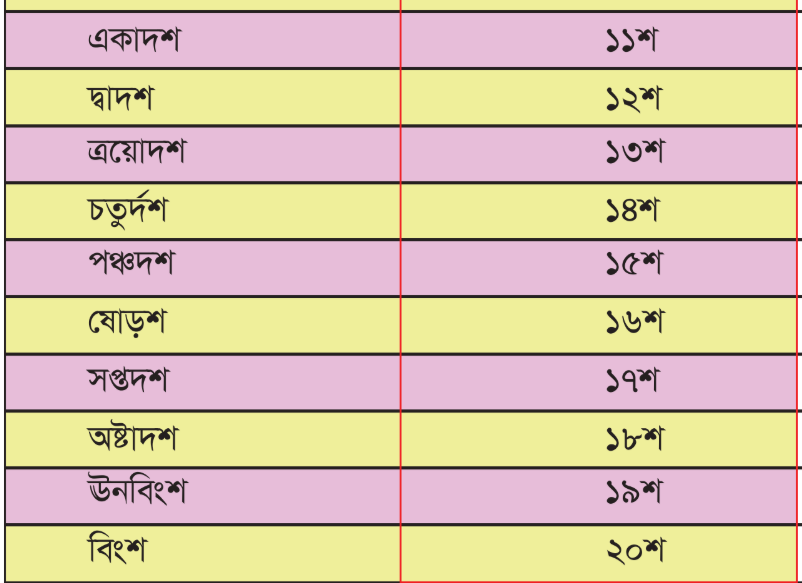 একাদশ ১১শ
দ্বাদশ ১২শ
ত্রয়োদশ ১৩শ
চতুর্দশ ১৪শ
পঞ্চদশ ১৫শ
ষোড়শ ১৬শ
সপ্তদশ ১৭শ
অষ্টাদশ ১৮শ
ঊনবিংশ ১৯শ
বিংশ ২০শ